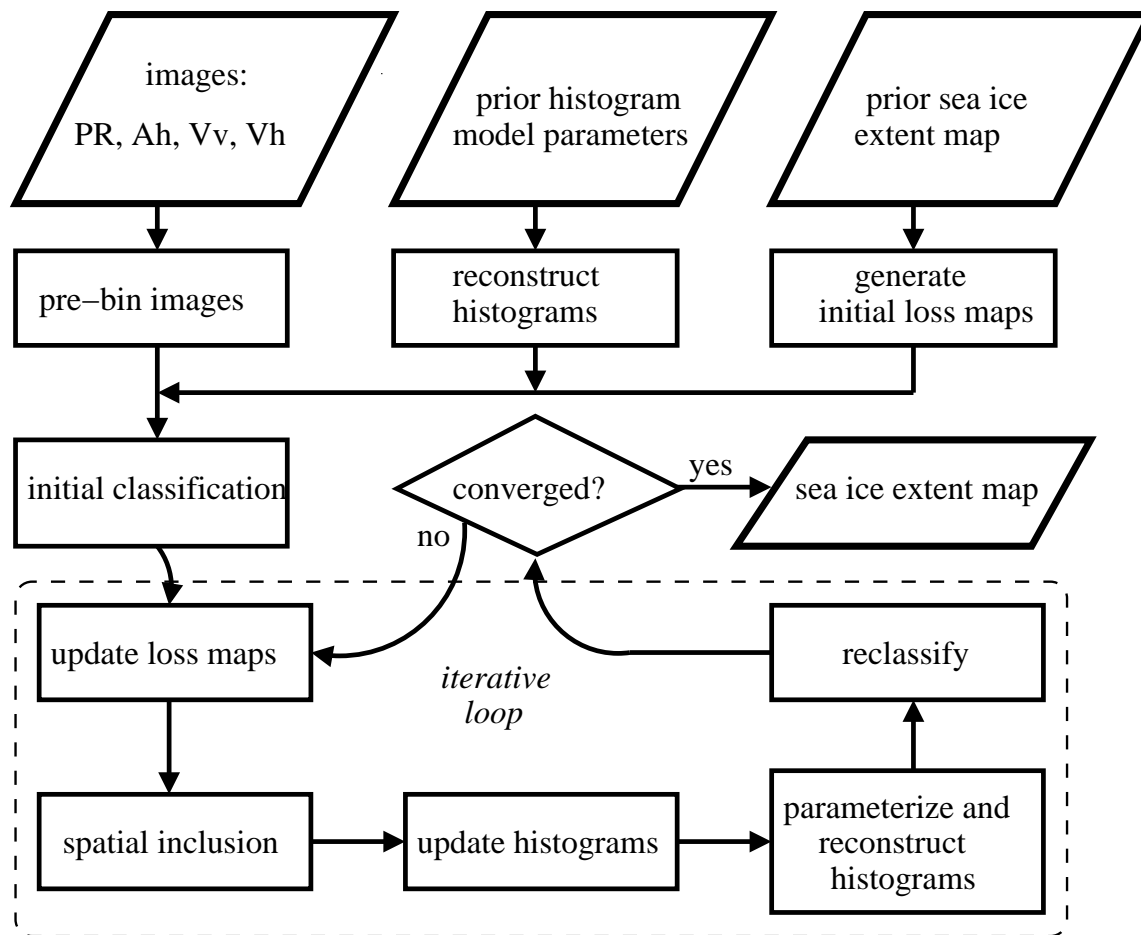 images:
PR, Ah, Vv, Vh
prior histogram
model parameters
prior sea ice
extent map
pre−bin images
reconstruct
histograms
generate
initial loss maps
initial classification
converged?
yes
sea ice extent map
no
update loss maps
iterative
loop
reclassify
spatial inclusion
update histograms
parameterize and
reconstruct
histograms